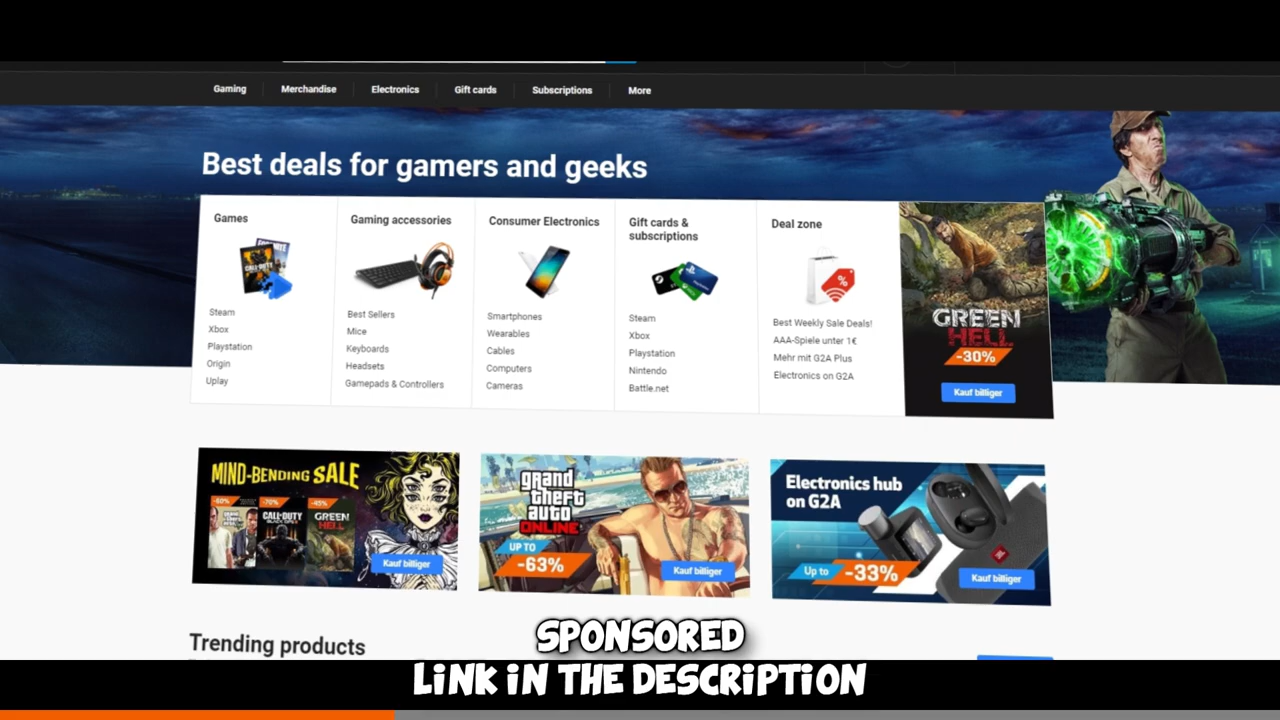 Gaming Merchandise Electronics Gift cards Subscriptions More
Best deals for gamers and geeks
Games
Steam
Xbox
Playstation
Origin
Uplay
Gaming accessories
Best Sellers
Mice
Keyboards
Headsets
Gamepads & Controllers
Consumer Electronics
Smartphones
Wearables
Cables
Computers
Cameras
Gift cards &
subscriptions
Steam
Xbox
Playstation
Nintendo
Battle.net
Deal zone
%
Best Weekly Sale Deals!
AAA-Spiele unter 1€
Mehr mit G2A Plus
Electronics on G2A
GREEN
HELL
-30%
Kauf billiger
MIND-BENDING SALE
-60%
-70%
CALL OF DUTY
-45%
GREEN
HELL
Kauf billiger
grand
theft
auto
ONLINE
UP TO
-63%
Kauf billiger
Electronics hub
on G2A
JBL
Up to -33%
Kauf billiger
Trending products
SPONSORED
LINK IN THE DESCRIPTION